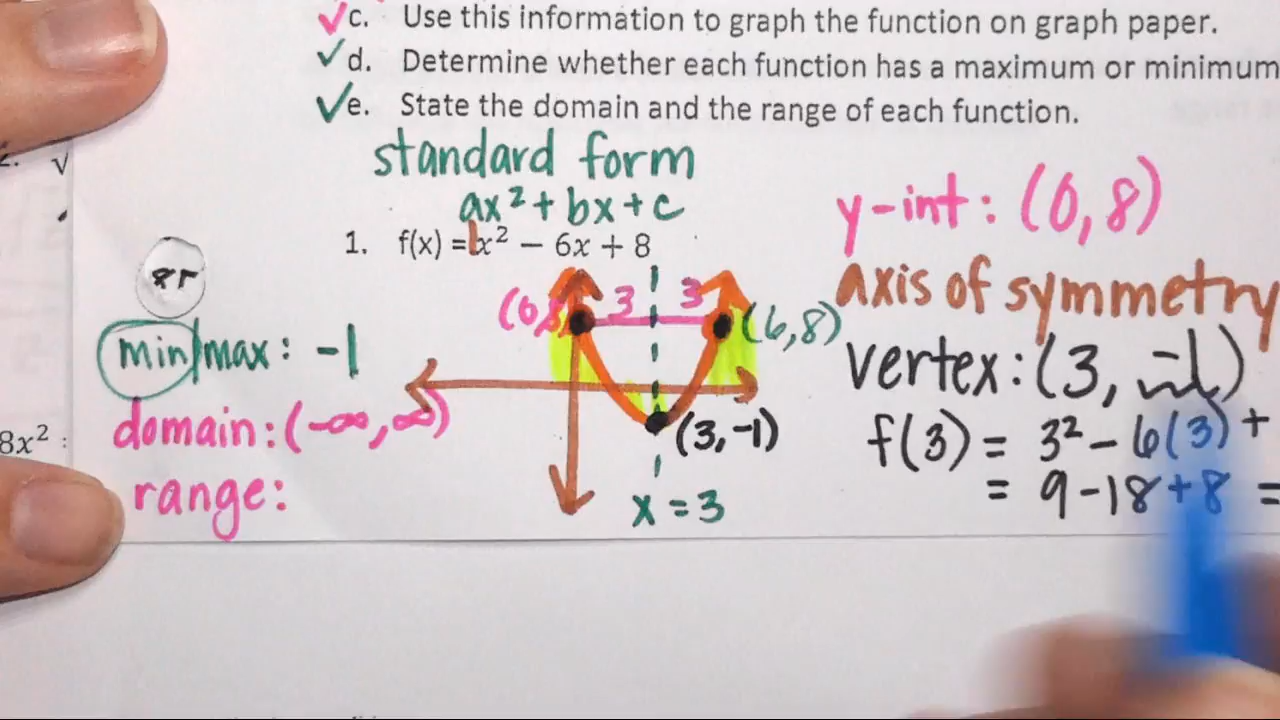 c. Use this information to graph the function on graph paper.
d. Determine whether each function has a maximum or minimum
e. State the domain and the range of each function.
standard form
ax² + bx + c
1. f(x) = 1x² − 6x + 8
y-int: (0,8)
axis of symmetry
vertex: (3, -1)
f(3) = 3² - 6(3) +
= 9 - 18 + 8 =
min/max: -1
domain: (-∞, ∞)
range:
3 3
(6,8)
(3,-1)
x = 3
8x² :